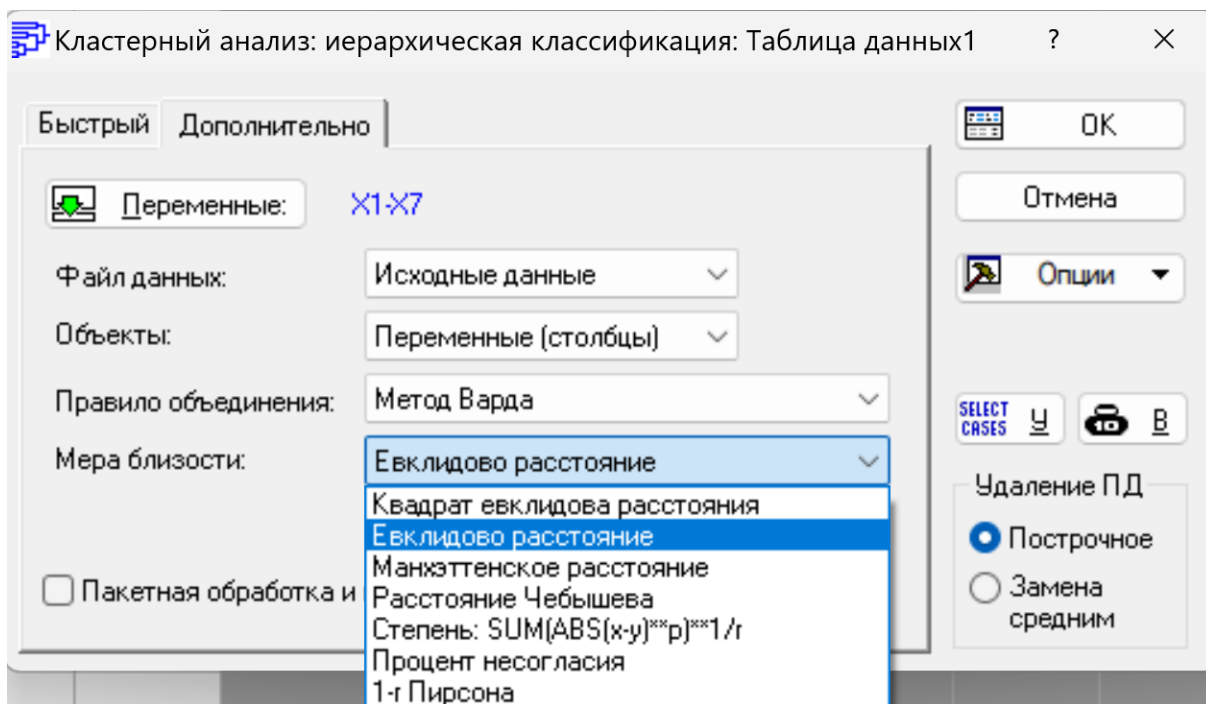 Кластерный анализ: иерархическая классификация: Таблица данных1 ? ×
Быстрый Дополнительно
Переменные: X1-X7
Файл данных: Исходные данные
Объекты: Переменные (столбцы)
Правило объединения: Метод Варда
Мера близости: Евклидово расстояние
Квадрат евклидова расстояния
Евклидово расстояние
Манхэттенское расстояние
Расстояние Чебышева
Степень: SUM(ABS(x-y)**p)**1/r
Процент несогласия
1-r Пирсона
Пакетная обработка и
OK
Отмена
Опции
SELECT
CASES У В
Удаление ПД
Построчное
Замена
средним